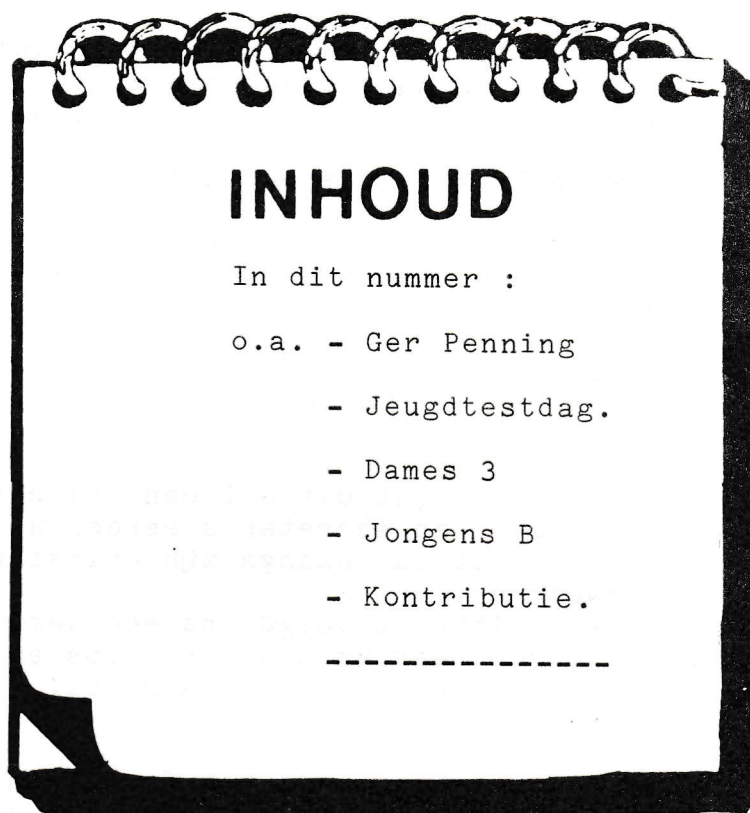 INHOUD
In dit nummer :
o.a. - Ger Penning
- Jeugdtestdag.
- Dames 3
- Jongens B
- Kontributie.
---------------